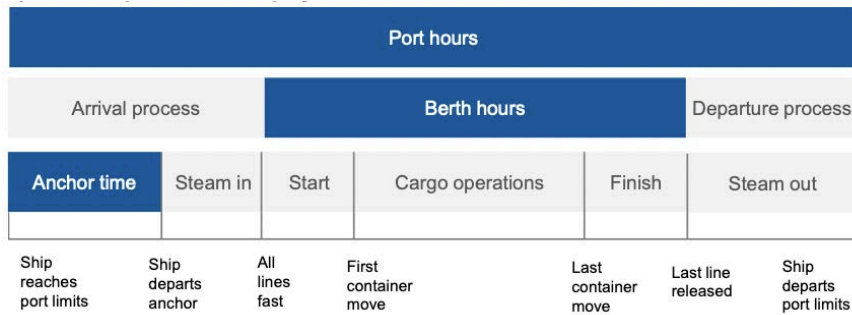 Port hours
Arrival process
Berth hours
Departure process
Anchor time
Steam in
Start
Cargo operations
Finish
Steam out
Ship
reaches
port limits
Ship
departs
anchor
All
lines
fast
First
container
move
Last
container
move
Last line
released
Ship
departs
port limits